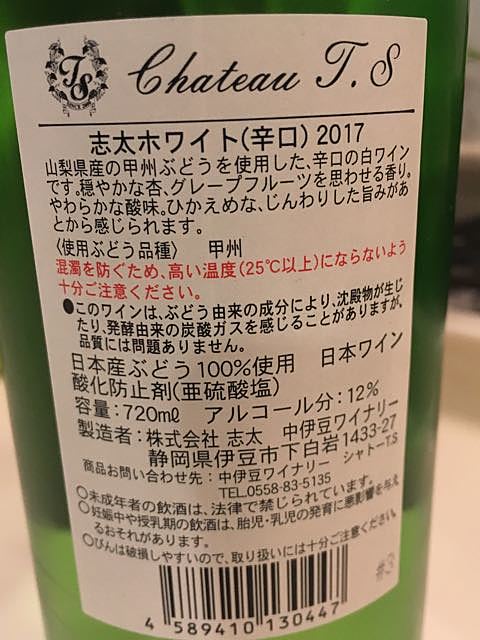 TS
SINCE 2000
Chateau T.S
志太ホワイト(辛口) 2017
山梨県産の甲州ぶどうを使用した、辛口の白ワイン
です。穏やかな杏、グレープフルーツを思わせる香り。
やわらかな酸味。ひかえめな、じんわりした旨みがあ
とから感じられます。
〈使用ぶどう品種〉 甲州
混濁を防ぐため、高い温度(25℃以上)にならないよう
十分ご注意ください。
●このワインは、ぶどう由来の成分により、沈殿物が生じ
たり、発酵由来の炭酸ガスを感じることがありますが、
品質には問題ありません。
日本産ぶどう100%使用 日本ワイン
酸化防止剤(亜硫酸塩)
容量:720mℓ アルコール分:12%
製造者:株式会社 志太 中伊豆ワイナリー
静岡県伊豆市下白岩1433-27
商品お問い合わせ先:中伊豆ワイナリー シャトーT.S
TEL.0558-83-5135
○未成年者の飲酒は、法律で禁じられています。
○妊娠中や授乳期の飲酒は、胎児・乳児の発育に悪影響を与え
るおそれがあります。
○びんは破損しやすいので、取り扱いには十分ご注意ください。
#3
4 589410 130447